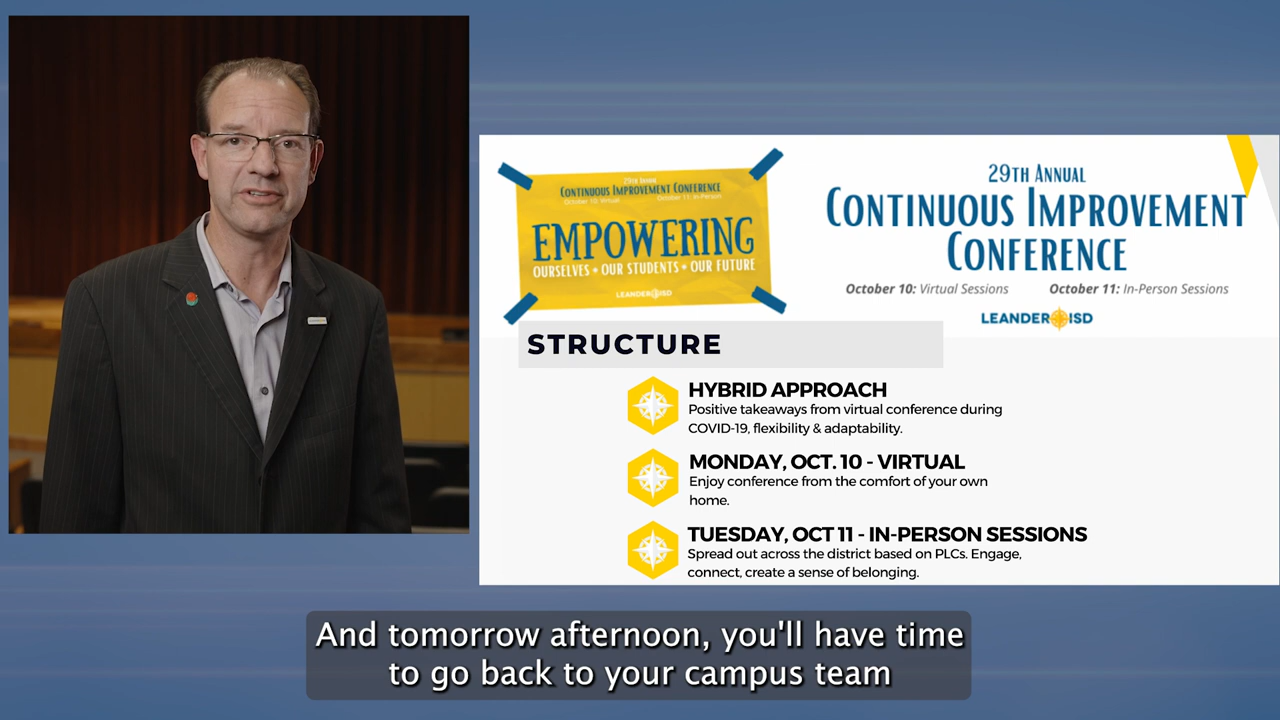 29TH ANNUAL
CONTINUOUS IMPROVEMENT CONFERENCE
October 10: Virtual October 11: In-Person
EMPOWERING
OURSELVES • OUR STUDENTS • OUR FUTURE
LEANDER ISD
29TH ANNUAL
CONTINUOUS IMPROVEMENT
CONFERENCE
October 10: Virtual Sessions October 11: In-Person Sessions
LEANDER ISD
STRUCTURE
HYBRID APPROACH
Positive takeaways from virtual conference during
COVID-19, flexibility & adaptability.
MONDAY, OCT. 10 - VIRTUAL
Enjoy conference from the comfort of your own
home.
TUESDAY, OCT 11 - IN-PERSON SESSIONS
Spread out across the district based on PLCs. Engage,
connect, create a sense of belonging.
And tomorrow afternoon, you'll have time
to go back to your campus team